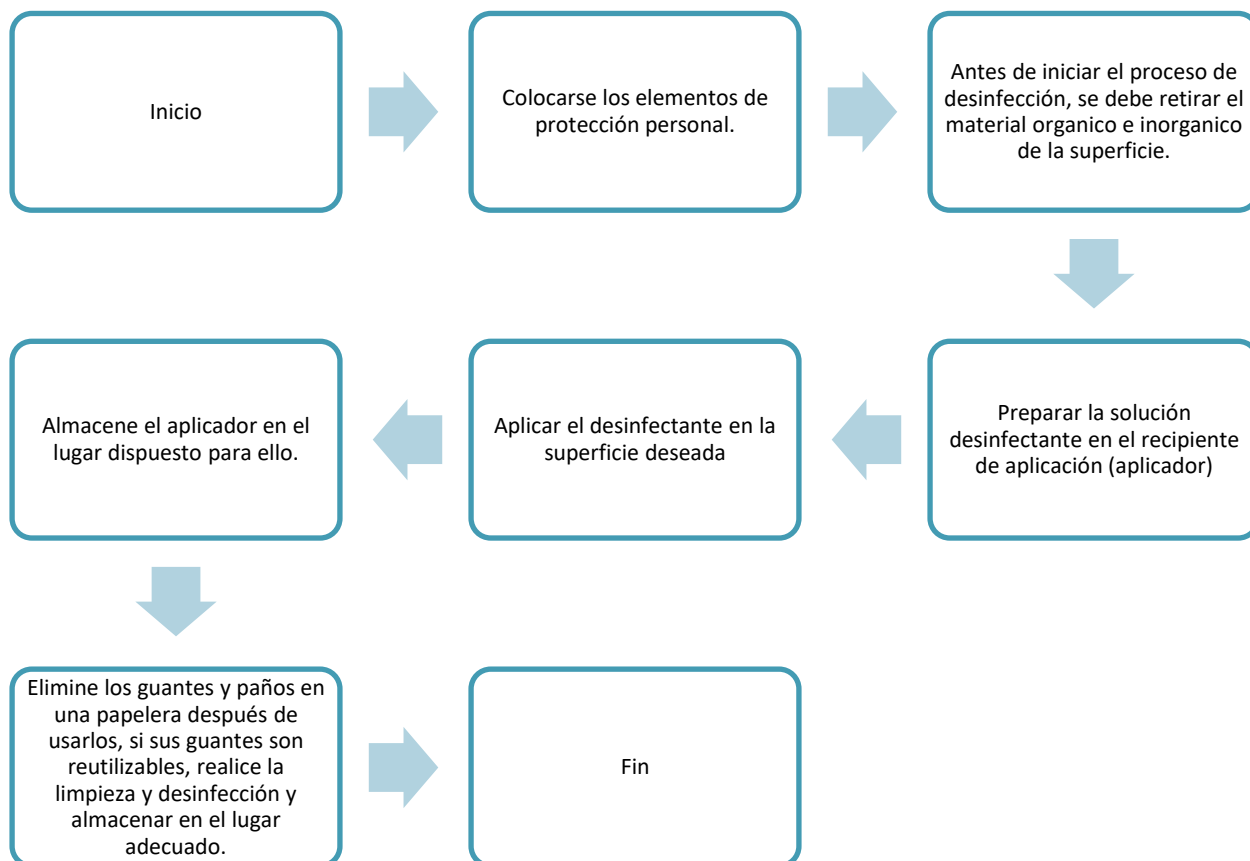 Inicio
Colocarse los elementos de
protección personal.
Antes de iniciar el proceso de
desinfección, se debe retirar el
material organico e inorganico
de la superficie.
Preparar la solución
desinfectante en el recipiente
de aplicación (aplicador)
Aplicar el desinfectante en la
superficie deseada
Almacene el aplicador en el
lugar dispuesto para ello.
Elimine los guantes y paños en
una papelera después de
usarlos, si sus guantes son
reutilizables, realice la
limpieza y desinfección y
almacenar en el lugar
adecuado.
Fin